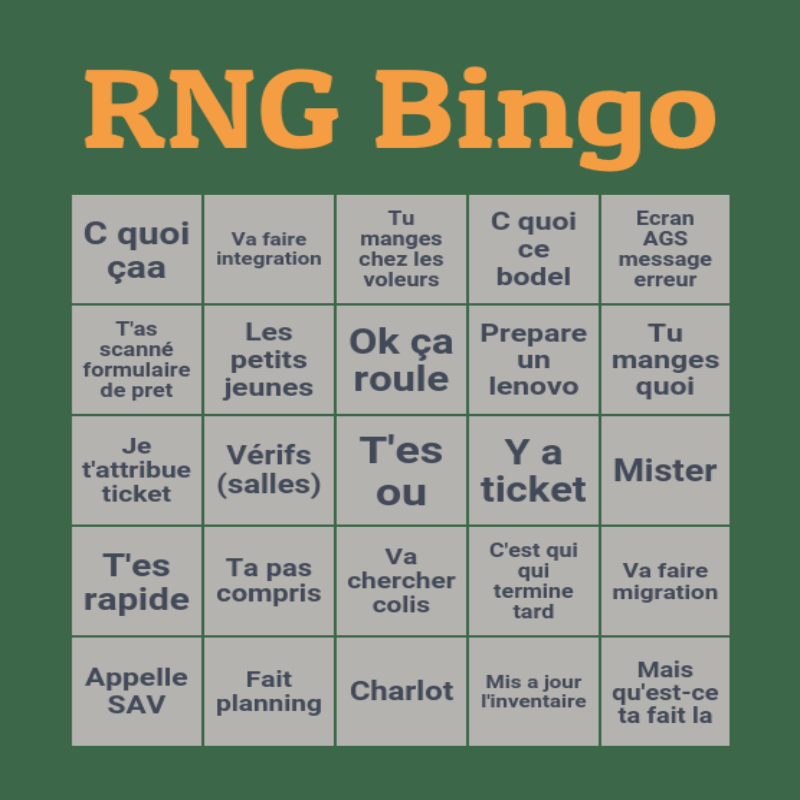 RNG Bingo
C quoi
çaa
Va faire
integration
Tu
manges
chez les
voleurs
C quoi
ce
bodel
Ecran
AGS
message
erreur
T'as
scanné
formulaire
de pret
Les
petits
jeunes
Ok ça
roule
Prepare
un
lenovo
Tu
manges
quoi
Je
t'attribue
ticket
Vérifs
(salles)
T'es
ou
Y a
ticket
Mister
T'es
rapide
Ta pas
compris
Va
chercher
colis
C'est qui
qui
termine
tard
Va faire
migration
Appelle
SAV
Fait
planning
Charlot
Mis a jour
l'inventaire
Mais
qu'est-ce
ta fait la